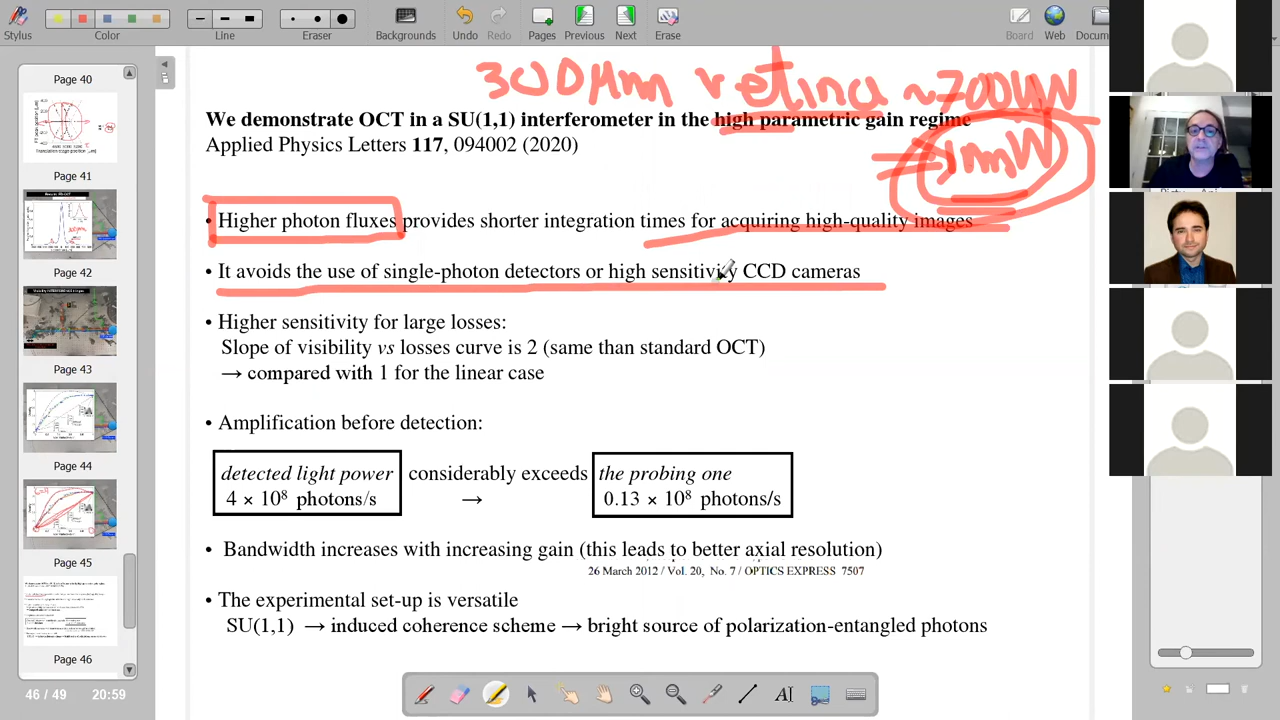 Stylus
Color
Line
Eraser
Backgrounds
Undo
Redo
Pages
Previous
Next
Erase
Board
Web
Docum
Page 40
Page 41
Page 42
Page 43
Page 44
Page 45
Page 46
46 / 49 20:59
300 μm retina ~700 μW
1mW
We demonstrate OCT in a SU(1,1) interferometer in the high parametric gain regime
Applied Physics Letters 117, 094002 (2020)
• Higher photon fluxes provides shorter integration times for acquiring high-quality images
• It avoids the use of single-photon detectors or high sensitivity CCD cameras
• Higher sensitivity for large losses:
Slope of visibility vs losses curve is 2 (same than standard OCT)
→ compared with 1 for the linear case
• Amplification before detection:
detected light power considerably exceeds the probing one
4 × 10⁸ photons/s → 0.13 × 10⁸ photons/s
• Bandwidth increases with increasing gain (this leads to better axial resolution)
26 March 2012 / Vol. 20, No. 7 / OPTICS EXPRESS 7507
• The experimental set-up is versatile
SU(1,1) → induced coherence scheme → bright source of polarization-entangled photons